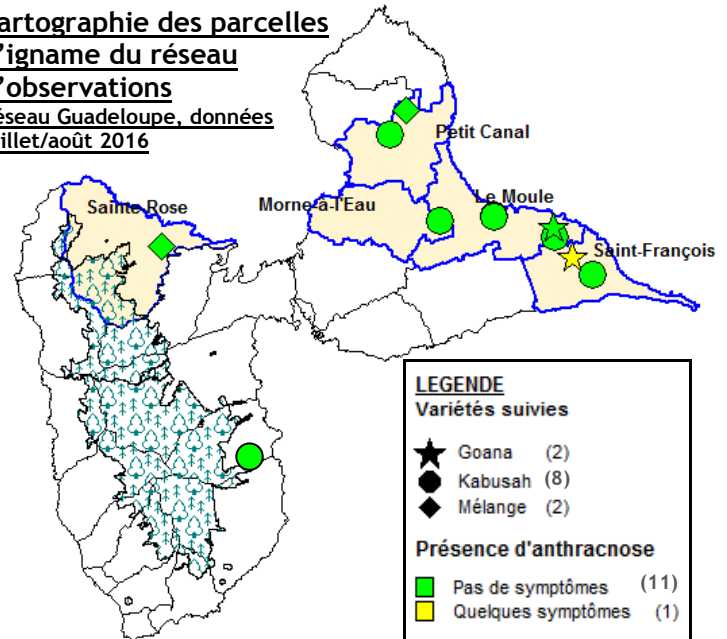 artographie des parcelles
'igname du réseau
'observations
éseau Guadeloupe, données
illet/août 2016
Petit Canal
Sainte Rose
Morne-à-l'Eau
Le Moule
Saint-François
LEGENDE
Variétés suivies
Goana (2)
Kabusah (8)
Mélange (2)
Présence d'anthracnose
Pas de symptômes (11)
Quelques symptômes (1)